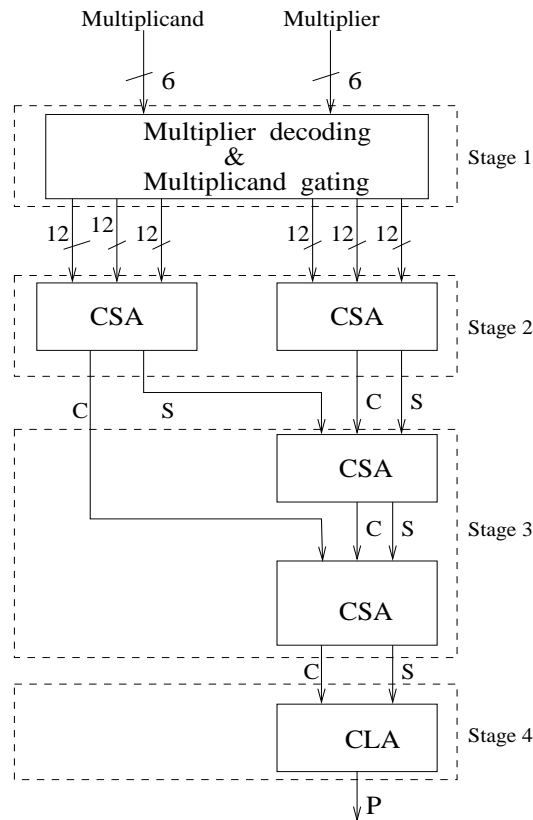 Multiplicand
Multiplier
6
6
Multiplier decoding
&
Multiplicand gating
Stage 1
12
12
12
12
12
12
CSA
CSA
Stage 2
C
S
C
S
CSA
C
S
Stage 3
CSA
C
S
CLA
Stage 4
P